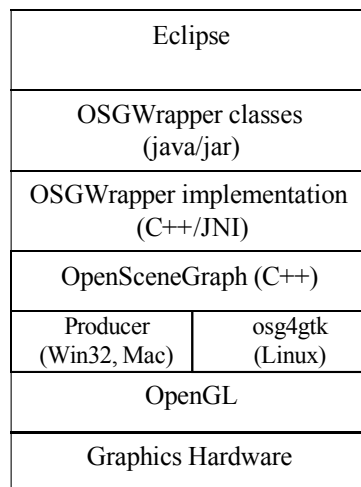 Eclipse
OSGWrapper classes
(java/jar)
OSGWrapper implementation
(C++/JNI)
OpenSceneGraph (C++)
Producer
(Win32, Mac)
osg4gtk
(Linux)
OpenGL
Graphics Hardware